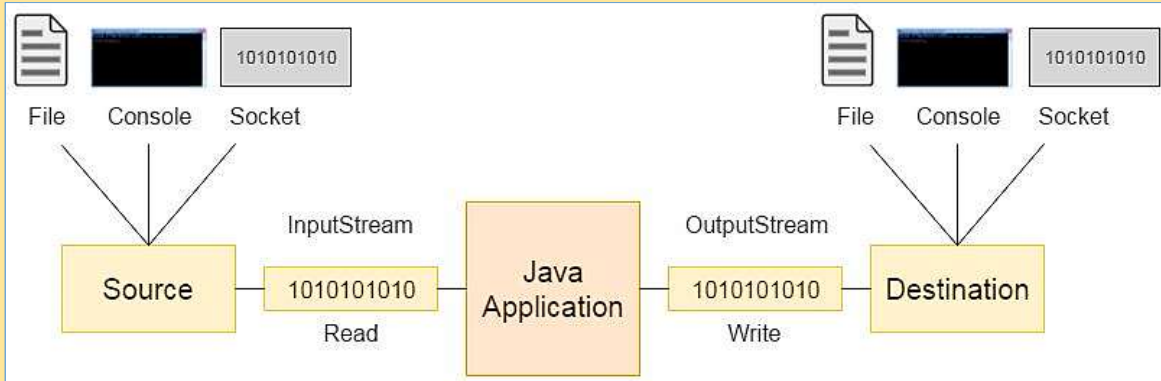 1010101010
File Console Socket
1010101010
File Console Socket
InputStream
OutputStream
Source
1010101010
Java
Application
1010101010
Destination
Read
Write